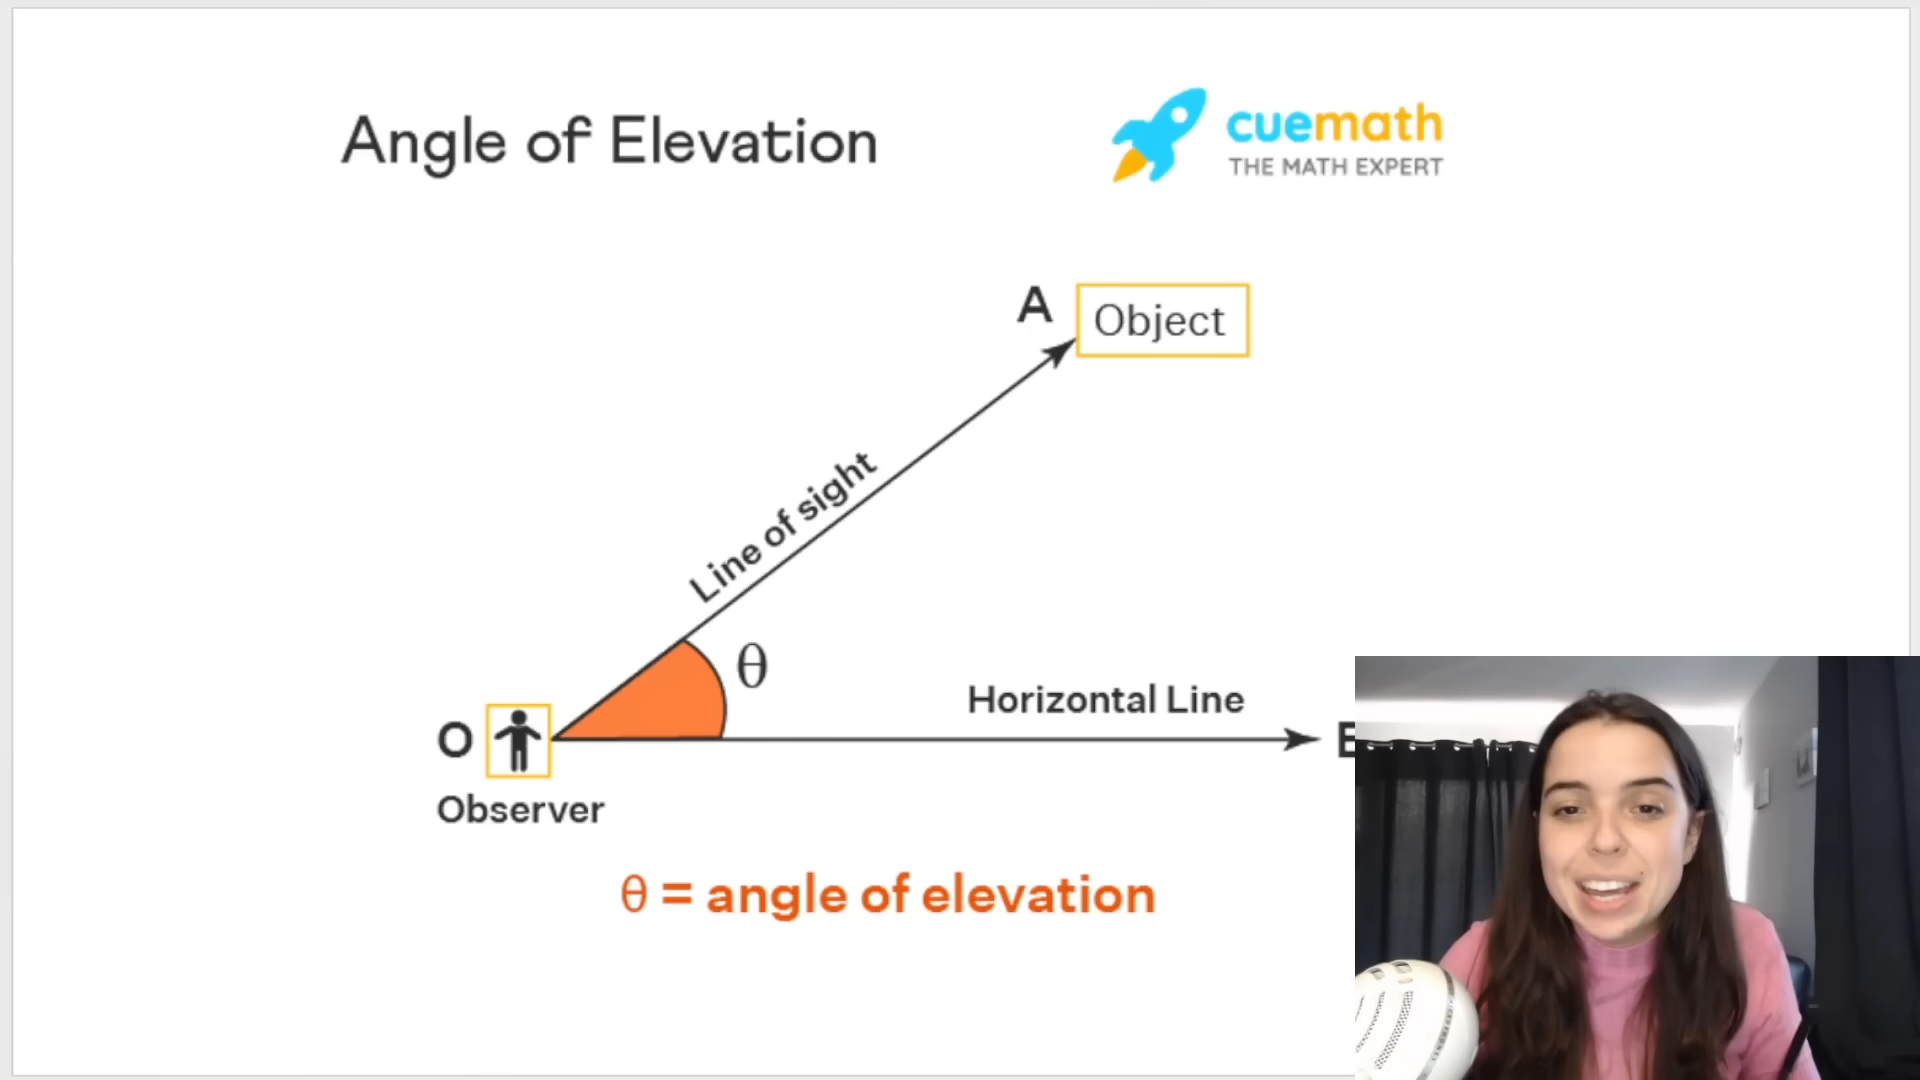 Angle of Elevation
cuemath
THE MATH EXPERT
A
Object
Line of sight
θ
Horizontal Line
O
Observer
θ = angle of elevation